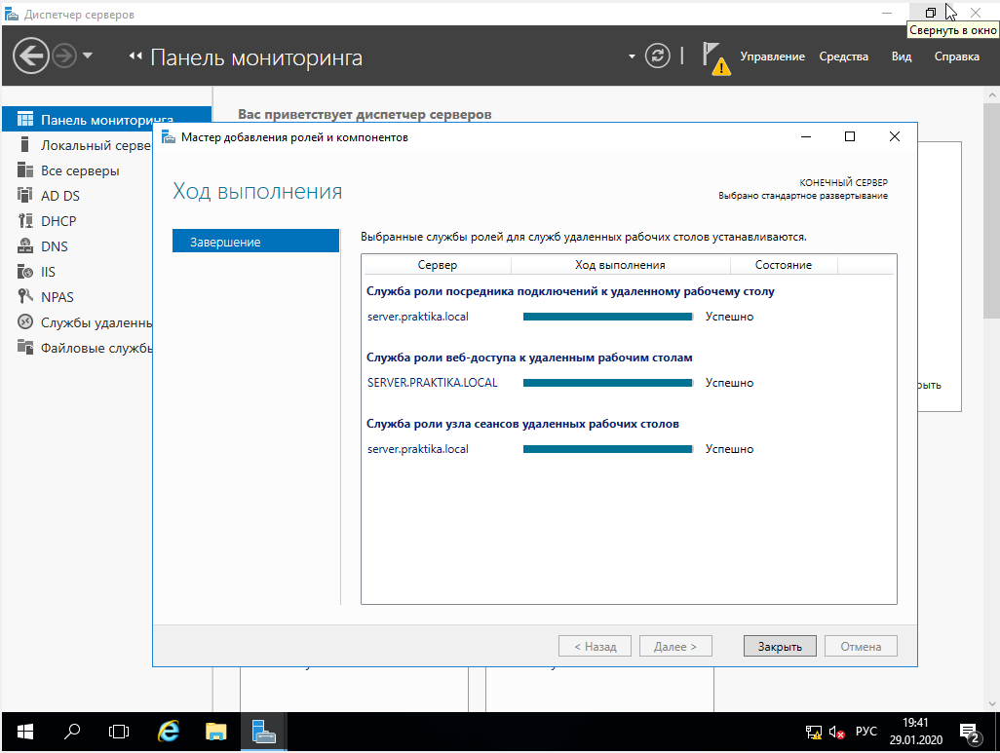 Диспетчер серверов
Свернуть в окно
Панель мониторинга
Управление Средства Вид Справка
Панель мониторинга
Локальный серве
Все серверы
AD DS
DHCP
DNS
IIS
NPAS
Службы удаленнь
Файловые службь
Вас приветствует диспетчер серверов
Мастер добавления ролей и компонентов
Ход выполнения
КОНЕЧНЫЙ СЕРВЕР
Выбрано стандартное развертывание
Завершение
Выбранные службы ролей для служб удаленных рабочих столов устанавливаются.
Сервер Ход выполнения Состояние
Служба роли посредника подключений к удаленному рабочему столу
server.praktika.local Успешно
Служба роли веб-доступа к удаленным рабочим столам
SERVER.PRAKTIKA.LOCAL Успешно
Служба роли узла сеансов удаленных рабочих столов
server.praktika.local Успешно
рыть
< Назад Далее > Закрыть Отмена
РУС
19:41
29.01.2020
2